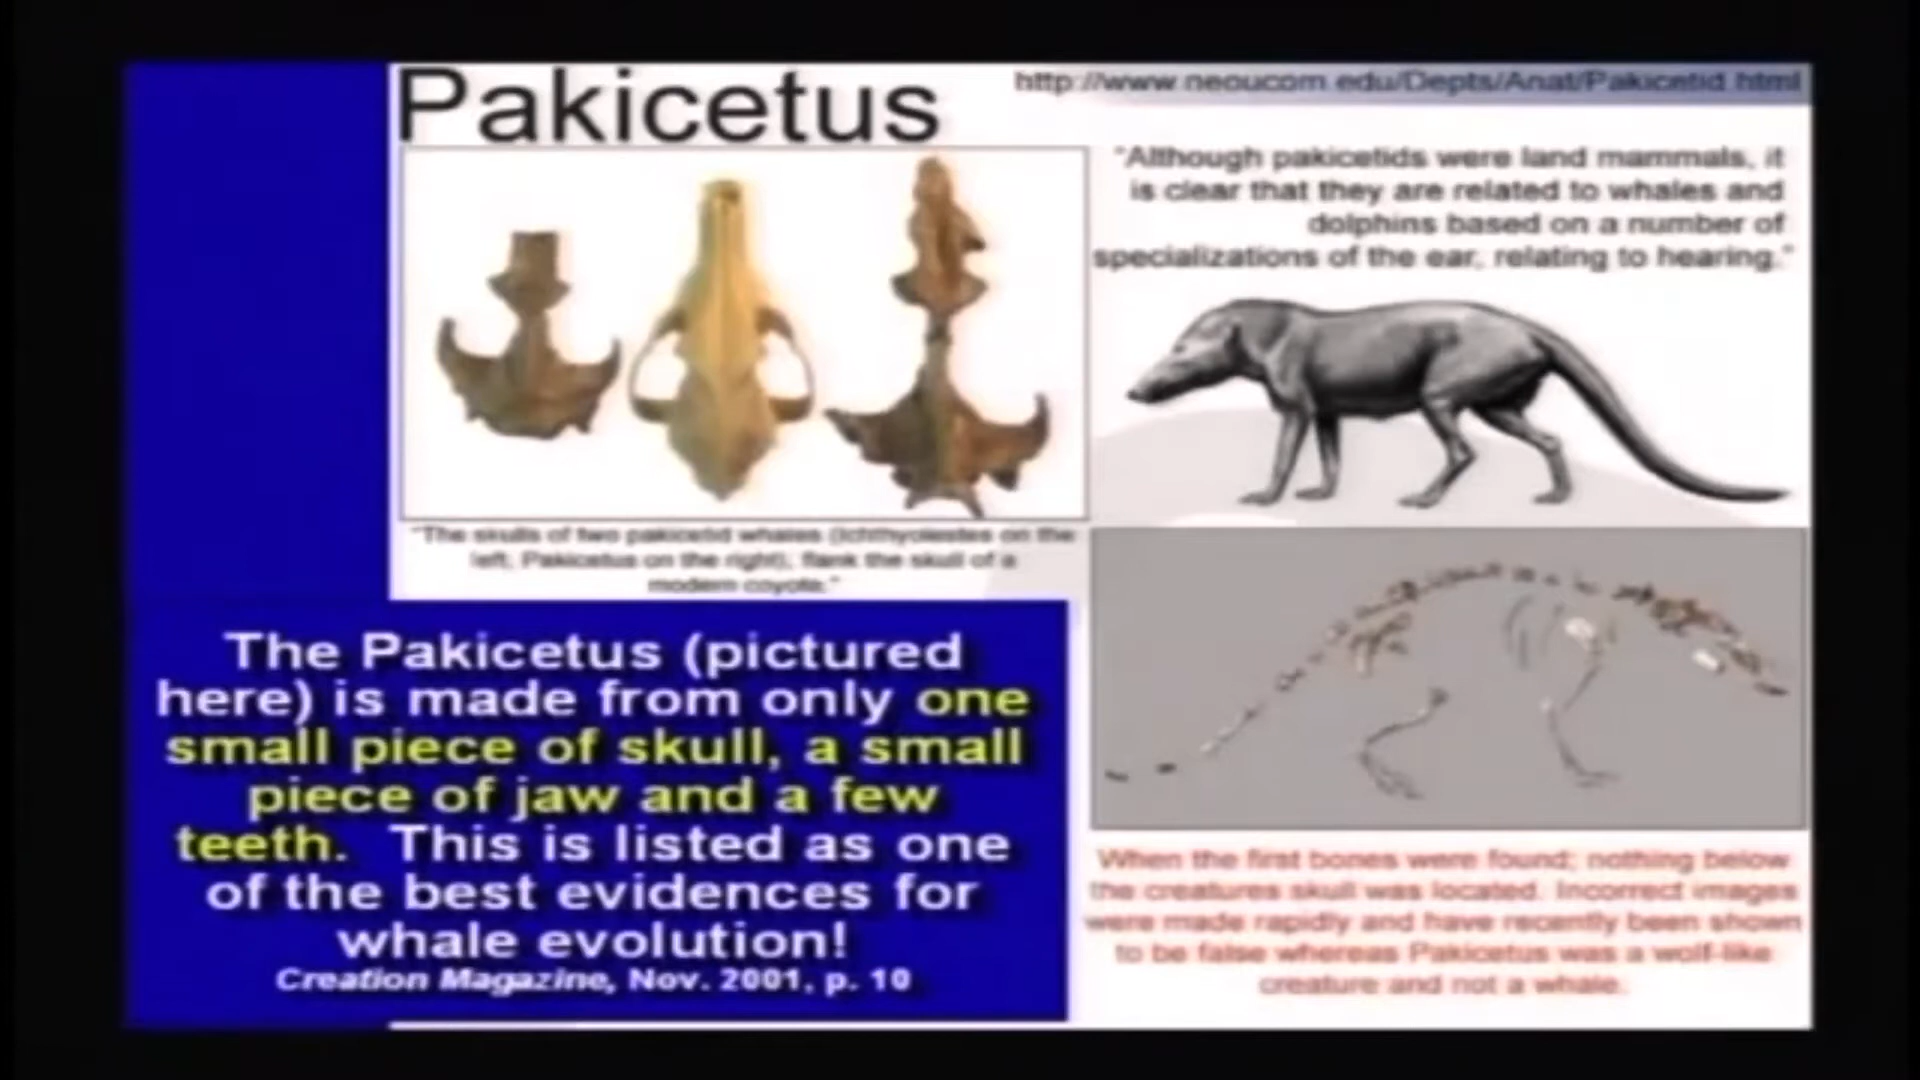 Pakicetus
http://www.neoucom.edu/Depts/Anat/Pakicetid.html
"Although pakicetids were land mammals, it
is clear that they are related to whales and
dolphins based on a number of
specializations of the ear, relating to hearing."
"The skulls of two pakicetid whales (Ichthyolestes on the
left; Pakicetus on the right), flank the skull of a
modern coyote."
The Pakicetus (pictured
here) is made from only one
small piece of skull, a small
piece of jaw and a few
teeth. This is listed as one
of the best evidences for
whale evolution!
Creation Magazine, Nov. 2001, p. 10
When the first bones were found; nothing below
the creatures skull was located. Incorrect images
were made rapidly and have recently been shown
to be false whereas Pakicetus was a wolf-like
creature and not a whale.